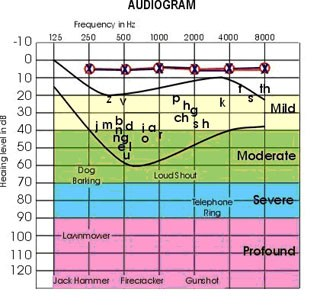 AUDIOGRAM
Frequency in Hz
125 250 500 1000 2000 4000 8000
Hearing level in dB
-10
0
10
20
30
40
50
60
70
80
90
100
110
120
z v p h g ch sh k f s th
j m b d n ng e l u i a o r
Mild
Moderate
Dog
Barking
Loud Shout
Severe
Telephone
Ring
Lawnmower
Profound
Jack Hammer Firecracker Gunshot